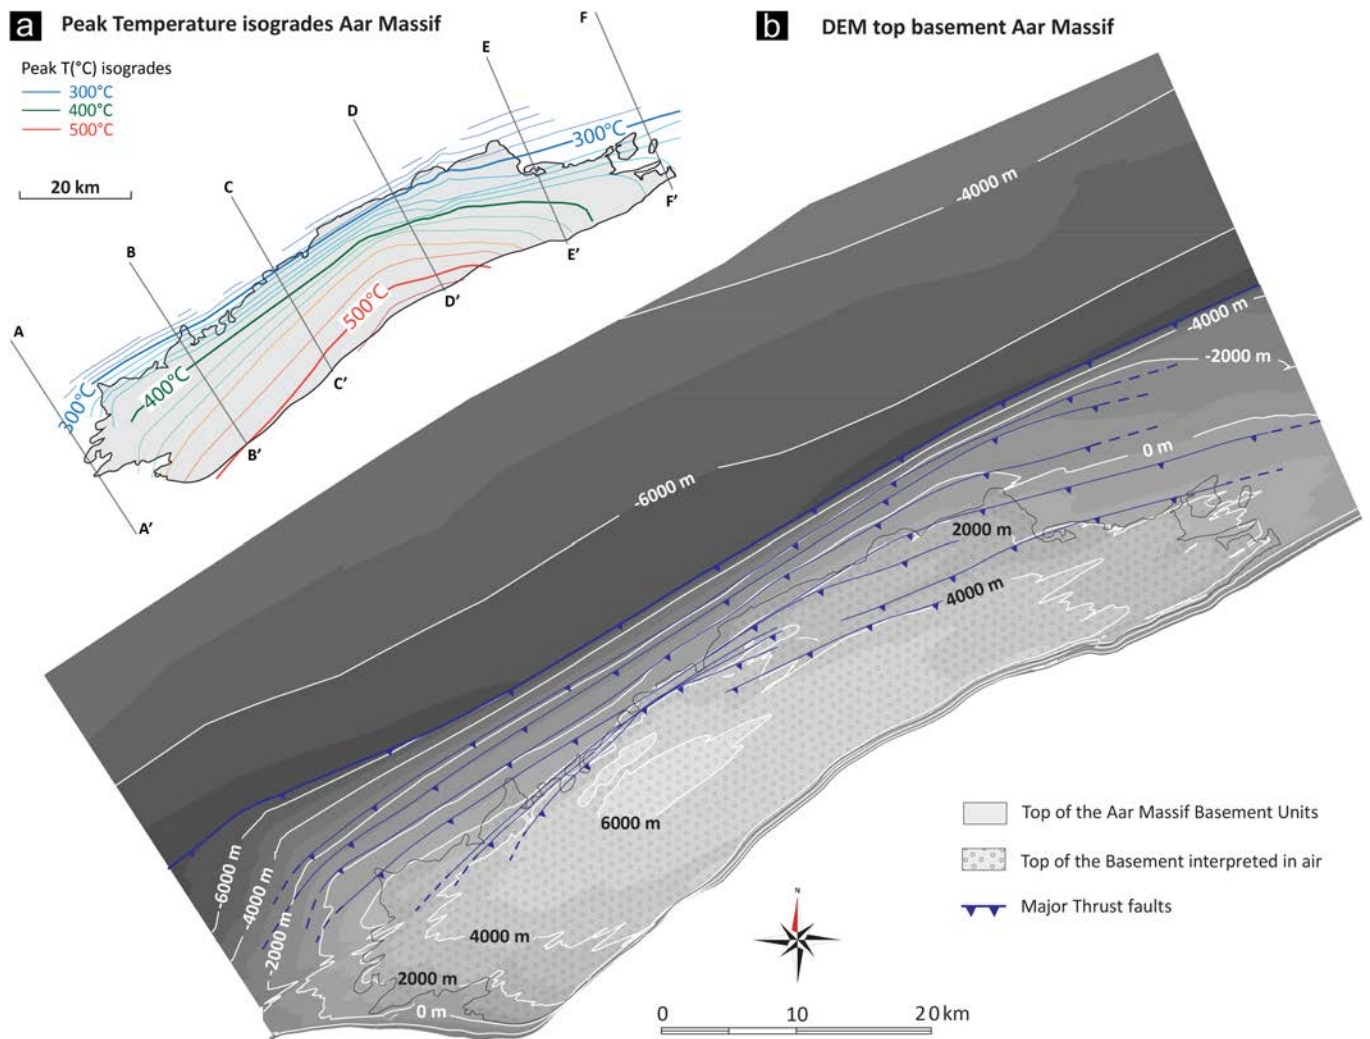 a Peak Temperature isogrades Aar Massif
Peak T(°C) isogrades
300°C
400°C
500°C
20 km
A
B
C
D
E
F
300°C
300°C
400°C
500°C
A'
B'
C'
D'
E'
F'
b DEM top basement Aar Massif
-4000 m
-4000 m
-2000 m
0 m
-6000 m
2000 m
4000 m
6000 m
-6000 m
-4000 m
-2000 m
4000 m
2000 m
0 m
Top of the Aar Massif Basement Units
Top of the Basement interpreted in air
Major Thrust faults
N
0 10 20 km